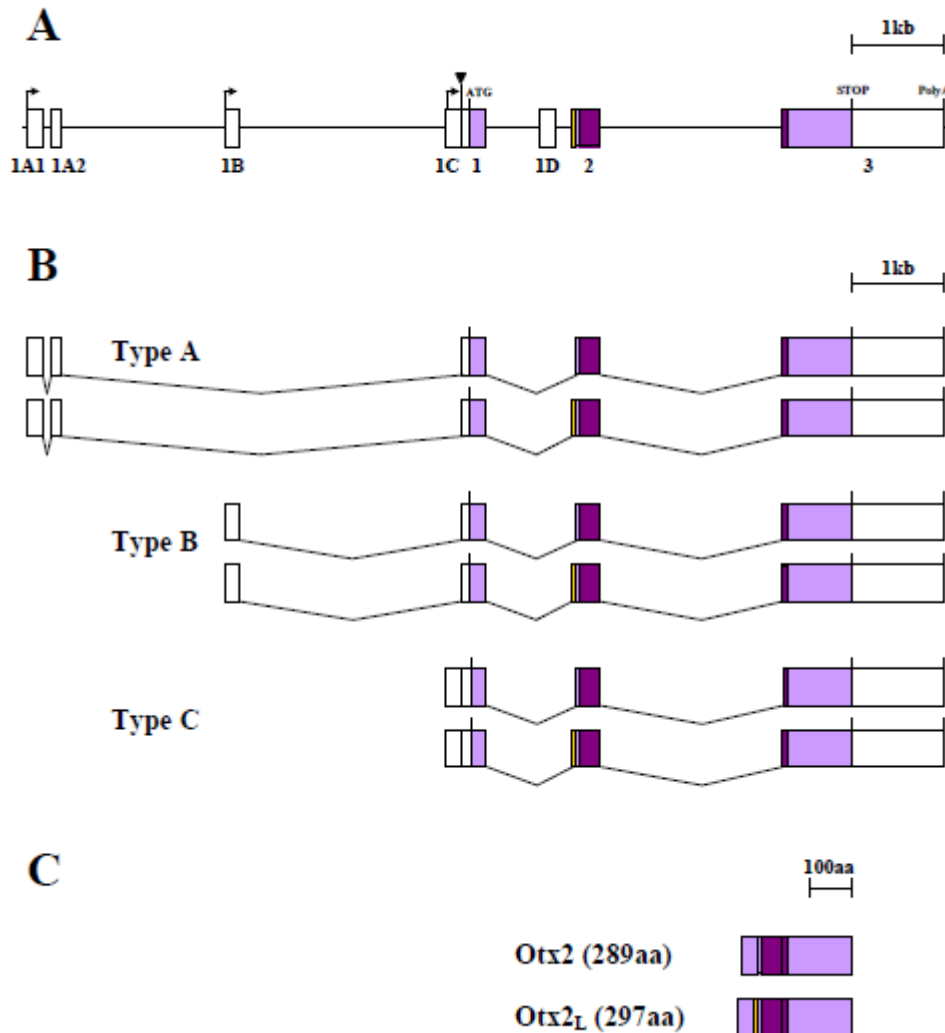 A
1kb
ATG STOP PolyA
1A1 1A2 1B 1C 1 1D 2 3
B
1kb
Type A
Type B
Type C
C
100aa
Otx2 (289aa)
Otx2L (297aa)